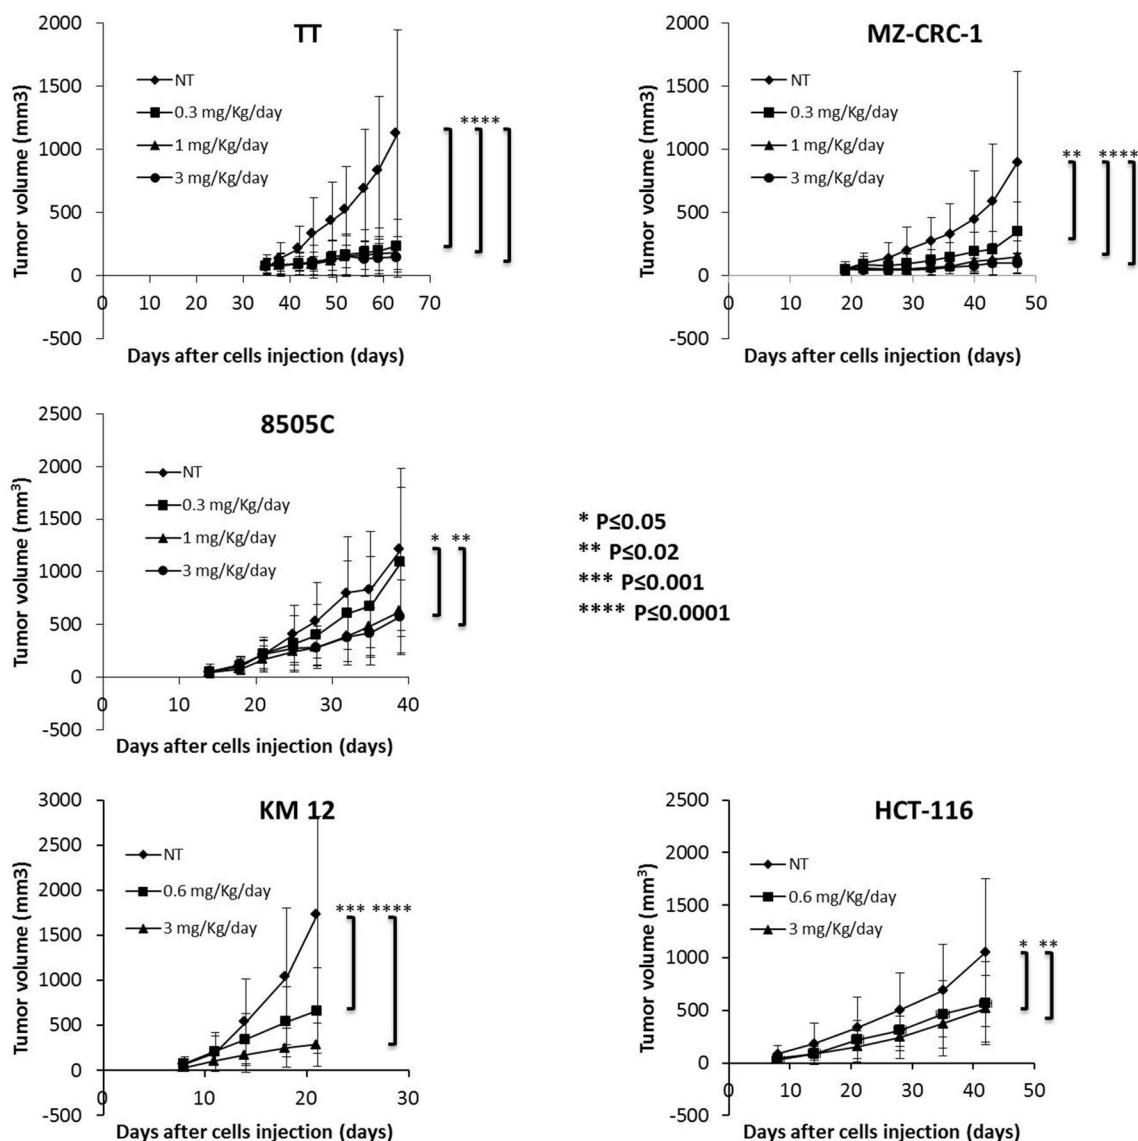 TT
Tumor volume (mm3)
2000
1500
1000
500
0
-500
NT
0.3 mg/Kg/day
1 mg/Kg/day
3 mg/Kg/day
****
0 30 40 50 60 70
Days after cells injection (days)
MZ-CRC-1
Tumor volume (mm3)
2000
1500
1000
500
0
-500
NT
0.3 mg/Kg/day
1 mg/Kg/day
3 mg/Kg/day
** ****
0 10 20 30 40 50
Days after cells injection (days)
8505C
Tumor volume (mm³)
2500
2000
1500
1000
500
0
-500
NT
0.3 mg/Kg/day
1 mg/Kg/day
3 mg/Kg/day
* **
0 10 20 30 40
Days after cells injection (days)
* P≤0.05
** P≤0.02
*** P≤0.001
**** P≤0.0001
KM 12
Tumor volume (mm3)
3000
2500
2000
1500
1000
500
0
-500
NT
0.6 mg/Kg/day
3 mg/Kg/day
*** ****
0 10 20 30
Days after cells injection (days)
HCT-116
Tumor volume (mm³)
2500
2000
1500
1000
500
0
-500
NT
0.6 mg/Kg/day
3 mg/Kg/day
* **
0 10 20 30 40 50
Days after cells injection (days)